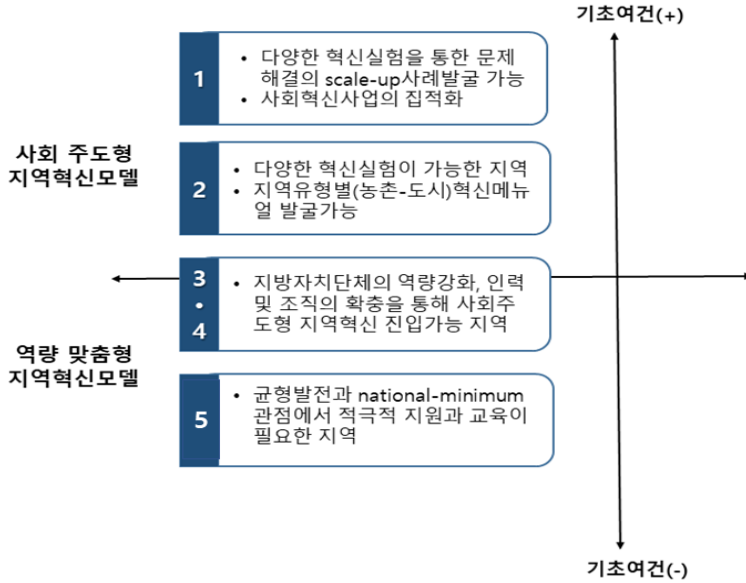 기초여건(+)
사회 주도형
지역혁신모델
1
• 다양한 혁신실험을 통한 문제
해결의 scale-up사례발굴 가능
• 사회혁신사업의 집적화
2
• 다양한 혁신실험이 가능한 지역
• 지역유형별(농촌-도시)혁신메뉴
얼 발굴가능
역량 맞춤형
지역혁신모델
3
•
4
• 지방자치단체의 역량강화, 인력
및 조직의 확충을 통해 사회주
도형 지역혁신 진입가능 지역
5
• 균형발전과 national-minimum
관점에서 적극적 지원과 교육이
필요한 지역
기초여건(-)